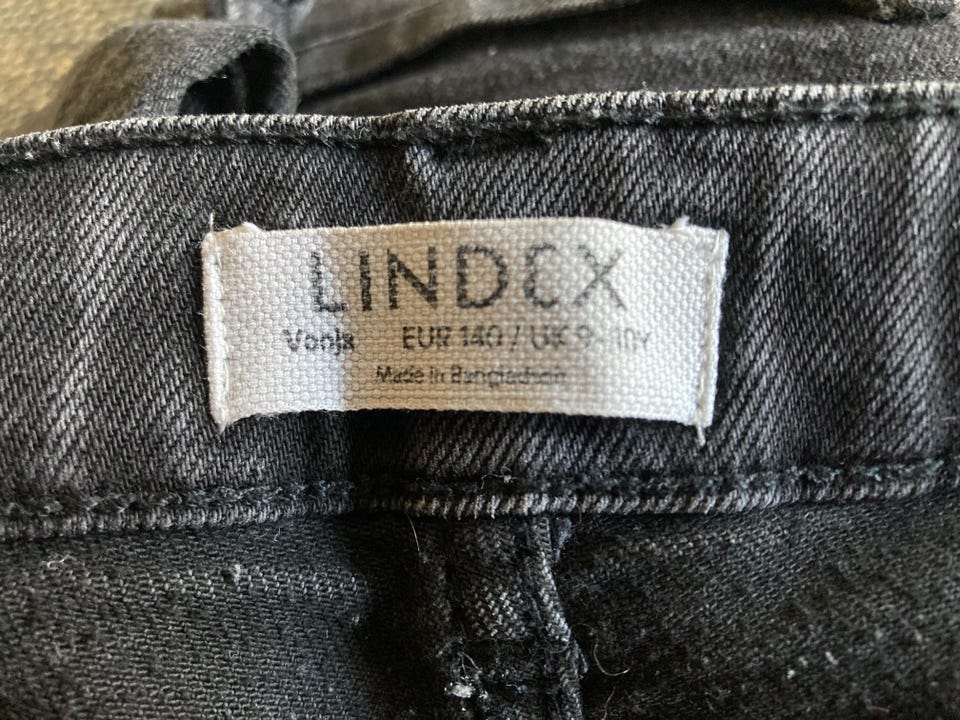 LINDEX
Vonja EUR 140 / UK 9-10Y
Made in Bangladesh